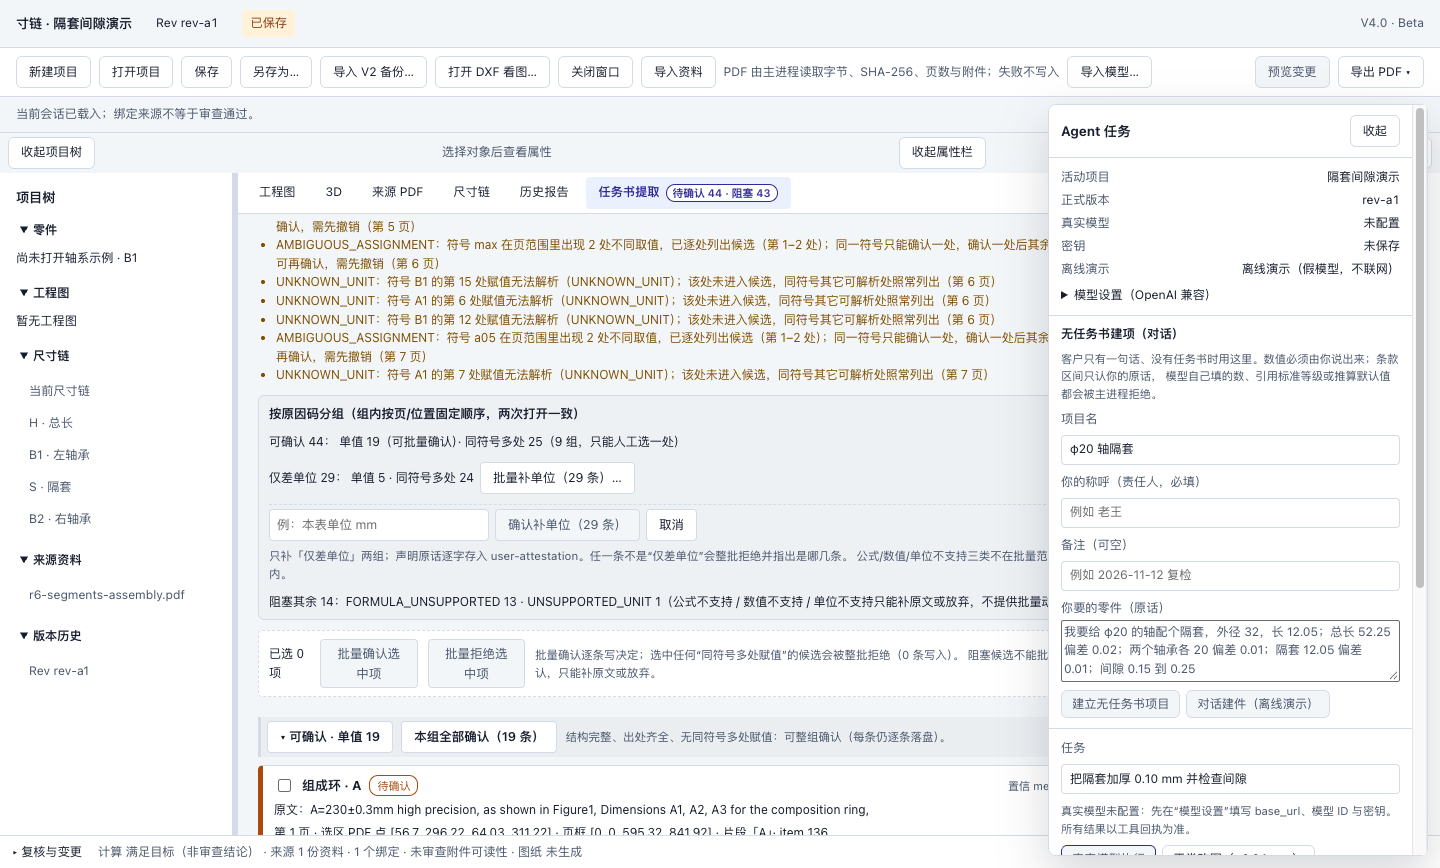 寸链 · 隔套间隙演示 Rev rev-a1 已保存 V4.0 · Beta
新建项目 打开项目 保存 另存为... 导入 V2 备份... 打开 DXF 看图... 关闭窗口 导入资料 PDF 由主进程读取字节、SHA-256、页数与附件；失败不写入 导入模型... 预览变更 导出 PDF ▾
当前会话已载入；绑定来源不等于审查通过。
收起项目树 选择对象后查看属性 收起属性栏
项目树
▼ 零件
尚未打开轴系示例 · B1
▼ 工程图
暂无工程图
▼ 尺寸链
当前尺寸链
H · 总长
B1 · 左轴承
S · 隔套
B2 · 右轴承
▼ 来源资料
r6-segments-assembly.pdf
▼ 版本历史
Rev rev-a1
工程图 3D 来源 PDF 尺寸链 历史报告 任务书提取 待确认 44 · 阻塞 43
确认，需先撤销（第 5 页）
• AMBIGUOUS_ASSIGNMENT：符号 max 在页范围里出现 2 处不同取值，已逐处列出候选（第 1–2 处）；同一符号只能确认一处，确认一处后其余
可再确认，需先撤销（第 6 页）
• UNKNOWN_UNIT：符号 B1 的第 15 处赋值无法解析（UNKNOWN_UNIT）；该处未进入候选，同符号其它可解析处照常列出（第 6 页）
• UNKNOWN_UNIT：符号 A1 的第 6 处赋值无法解析（UNKNOWN_UNIT）；该处未进入候选，同符号其它可解析处照常列出（第 6 页）
• UNKNOWN_UNIT：符号 B1 的第 12 处赋值无法解析（UNKNOWN_UNIT）；该处未进入候选，同符号其它可解析处照常列出（第 6 页）
• AMBIGUOUS_ASSIGNMENT：符号 a05 在页范围里出现 2 处不同取值，已逐处列出候选（第 1–2 处）；同一符号只能确认一处，确认一处后其余
再确认，需先撤销（第 7 页）
• UNKNOWN_UNIT：符号 A1 的第 7 处赋值无法解析（UNKNOWN_UNIT）；该处未进入候选，同符号其它可解析处照常列出（第 7 页）
按原因码分组（组内按页/位置固定顺序，两次打开一致）
可确认 44： 单值 19（可批量确认）· 同符号多处 25（9 组，只能人工选一处）
仅差单位 29： 单值 5 · 同符号多处 24 批量补单位（29 条）...
例：本表单位 mm 确认补单位（29 条） 取消
只补「仅差单位」两组；声明原话逐字存入 user-attestation。任一条不是“仅差单位”会整批拒绝并指出是哪几条。 公式/数值/单位不支持三类不在批量范
内。
阻塞其余 14：FORMULA_UNSUPPORTED 13 · UNSUPPORTED_UNIT 1（公式不支持 / 数值不支持 / 单位不支持只能补原文或放弃，不提供批量动
已选 0 项 批量确认选中项 批量拒绝选中项 批量确认逐条写决定；选中任何“同符号多处赋值”的候选会被整批拒绝（0 条写入）。 阻塞候选不能批
认，只能补原文或放弃。
▾ 可确认 · 单值 19 本组全部确认（19 条） 结构完整、出处齐全、无同符号多处赋值：可整组确认（每条仍逐条落盘）。
组成环 · A 待确认 置信 me
原文：A=230±0.3mm high precision, as shown in Figure1, Dimensions A1, A2, A3 for the composition ring,
第 1 页 · 选区 PDF 点 [56.7, 296.22, 64.03, 311.22] · 页框 [0, 0, 595.32, 841.92] · 片段「A」· item 136
Agent 任务 收起
活动项目 隔套间隙演示
正式版本 rev-a1
真实模型 未配置
密钥 未保存
离线演示 离线演示（假模型，不联网）
▶ 模型设置（OpenAI 兼容）
无任务书建项（对话）
客户只有一句话、没有任务书时用这里。数值必须由你说出来；条款
区间只认你的原话， 模型自己填的数、引用标准等级或推算默认值
都会被主进程拒绝。
项目名
φ20 轴隔套
你的称呼（责任人，必填）
例如 老王
备注（可空）
例如 2026-11-12 复检
你要的零件（原话）
我要给 φ20 的轴配个隔套，外径 32，长 12.05；总长 52.25
偏差 0.02；两个轴承各 20 偏差 0.01；隔套 12.05 偏差
0.01；间隙 0.15 到 0.25
建立无任务书项目 对话建件（离线演示）
任务
把隔套加厚 0.10 mm 并检查间隙
真实模型未配置：先在“模型设置”填写 base_url、模型 ID 与密钥。
所有结果以工具回执为准。
▸ 复核与变更 计算 满足目标（非审查结论） · 来源 1 份资料 · 1 个绑定 · 未审查附件可读性 · 图纸 未生成